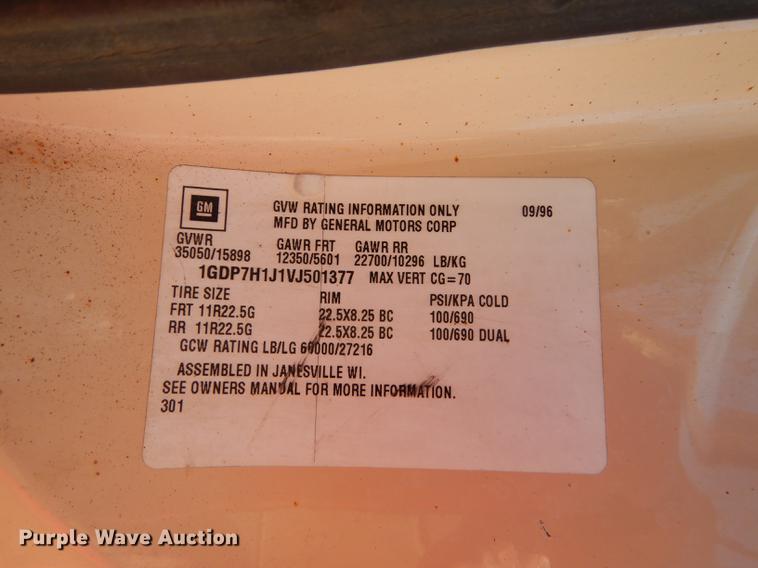 GM
GVW RATING INFORMATION ONLY 09/96
MFD BY GENERAL MOTORS CORP
GVWR GAWR FRT GAWR RR
35050/15898 12350/5601 22700/10296 LB/KG
1GDP7H1J1VJ501377 MAX VERT CG=70
TIRE SIZE RIM PSI/KPA COLD
FRT 11R22.5G 22.5X8.25 BC 100/690
RR 11R22.5G 22.5X8.25 BC 100/690 DUAL
GCW RATING LB/LG 60000/27216
ASSEMBLED IN JANESVILLE WI.
SEE OWNERS MANUAL FOR MORE INFORMATION.
301
Purple Wave Auction